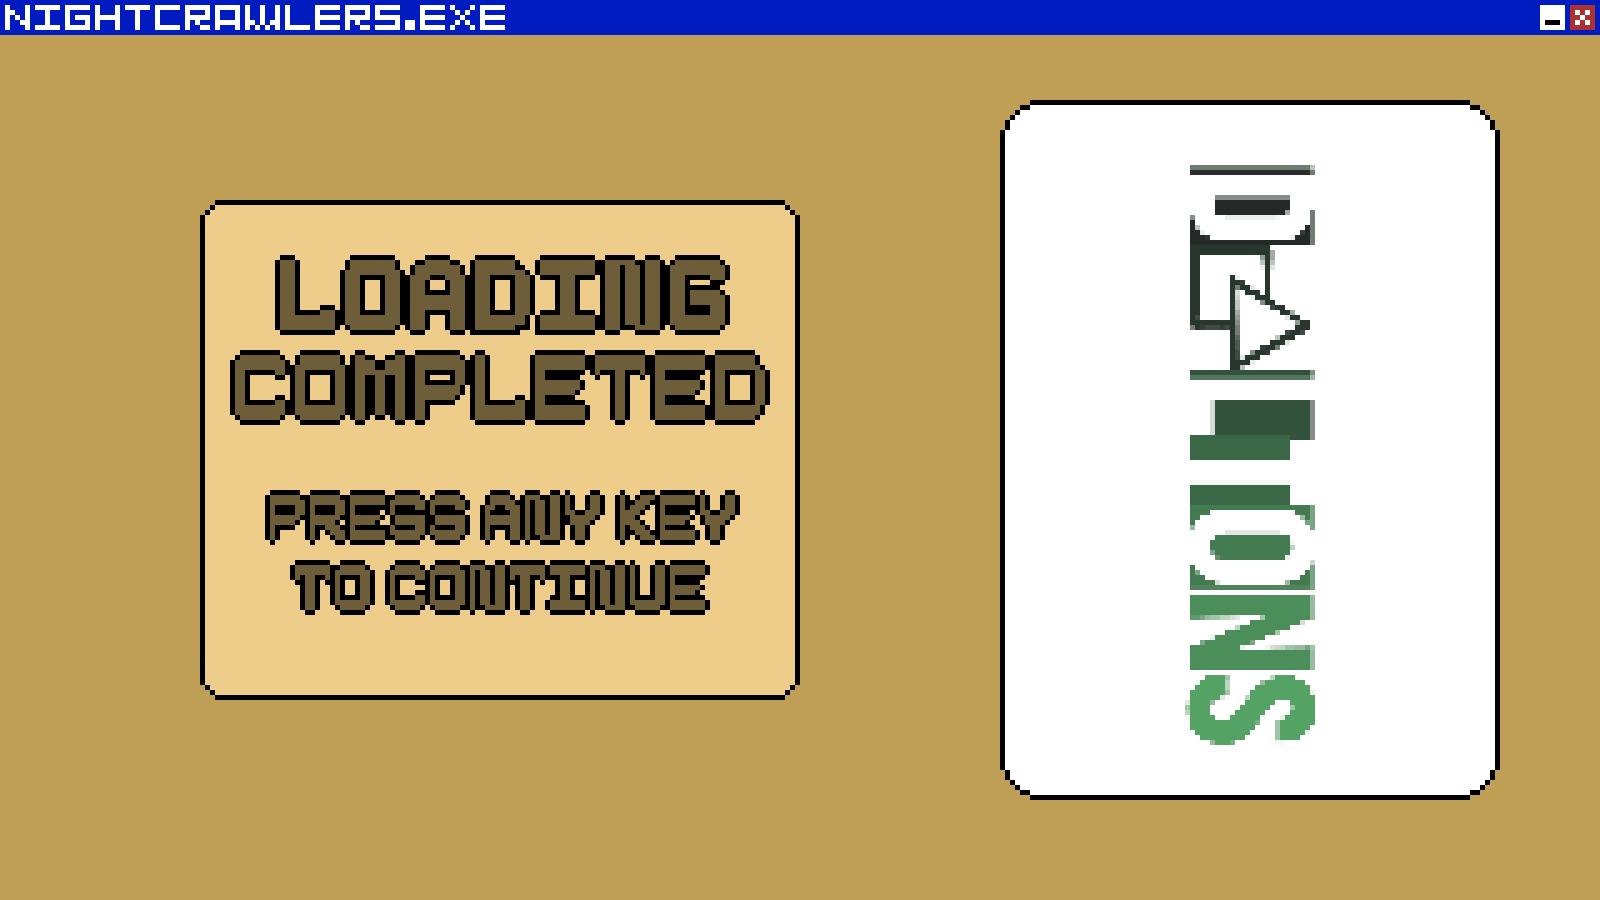 NIGHTCRAWLERS.EXE
LOADING
COMPLETED
PRESS ANY KEY
TO CONTINUE